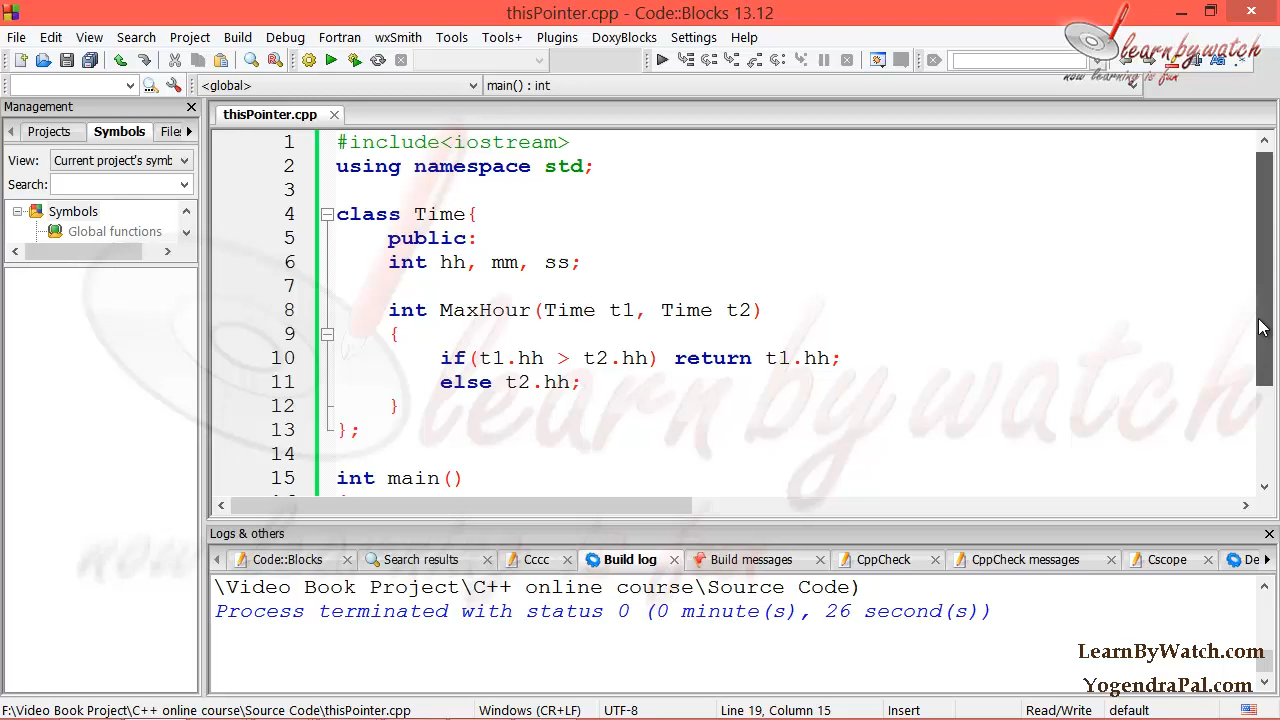 thisPointer.cpp - Code::Blocks 13.12
File Edit View Search Project Build Debug Fortran wxSmith Tools Tools+ Plugins DoxyBlocks Settings Help
learnbywatch
now learning is fun
<global> main() : int
Management
thisPointer.cpp
Projects Symbols Files
View: Current project's symb
Search:
Symbols
Global functions
1 #include<iostream>
2 using namespace std;
3
4 class Time{
5 public:
6 int hh, mm, ss;
7
8 int MaxHour(Time t1, Time t2)
9 {
10 if(t1.hh > t2.hh) return t1.hh;
11 else t2.hh;
12 }
13 };
14
15 int main()
learnbywatch
Logs & others
Code::Blocks Search results Cccc Build log Build messages CppCheck CppCheck messages Cscope De
\Video Book Project\C++ online course\Source Code)
Process terminated with status 0 (0 minute(s), 26 second(s))
LearnByWatch.com
YogendraPal.com
F:\Video Book Project\C++ online course\Source Code\thisPointer.cpp Windows (CR+LF) UTF-8 Line 19, Column 15 Insert Read/Write default